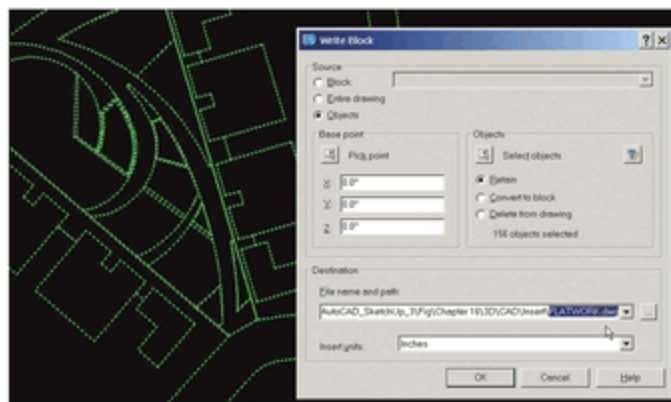 Write Block
Source
Block:
Entire drawing
Objects
Base point
Pick point
X: 0.0"
Y: 0.0"
Z: 0.0"
Objects
Select objects
Retain
Convert to block
Delete from drawing
156 objects selected
Destination
File name and path:
AutoCAD_SketchUp_3\Fig\Chapter 16\3D\CAD\Insert\FLATWORK.dwg
Insert units:
Inches
OK Cancel Help